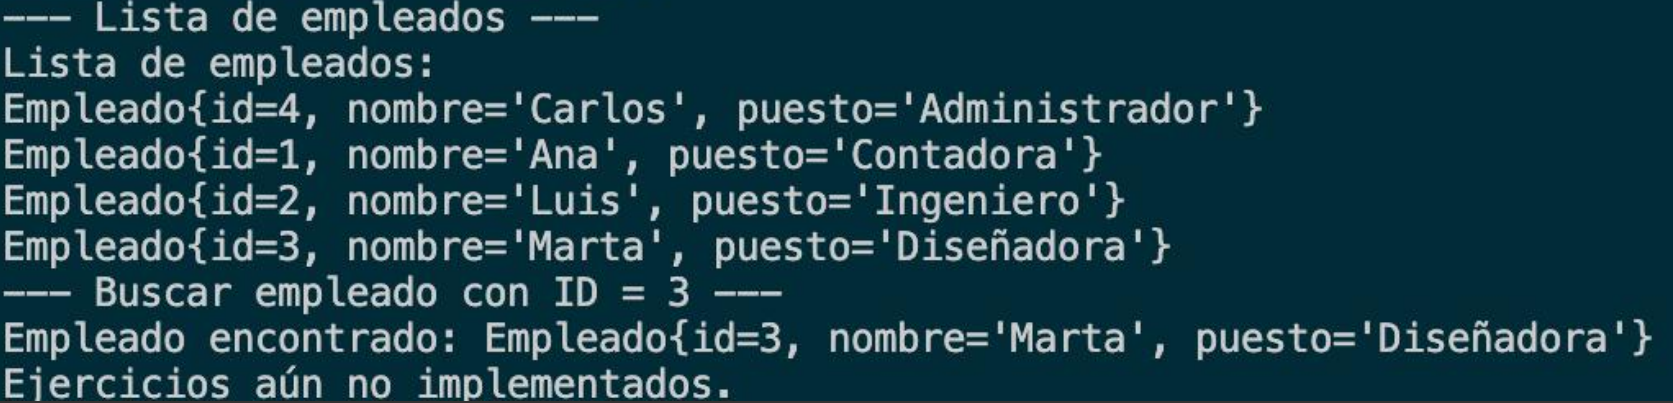 --- Lista de empleados ---
Lista de empleados:
Empleado{id=4, nombre='Carlos', puesto='Administrador'}
Empleado{id=1, nombre='Ana', puesto='Contadora'}
Empleado{id=2, nombre='Luis', puesto='Ingeniero'}
Empleado{id=3, nombre='Marta', puesto='Diseñadora'}
--- Buscar empleado con ID = 3 ---
Empleado encontrado: Empleado{id=3, nombre='Marta', puesto='Diseñadora'}
Ejercicios aún no implementados.